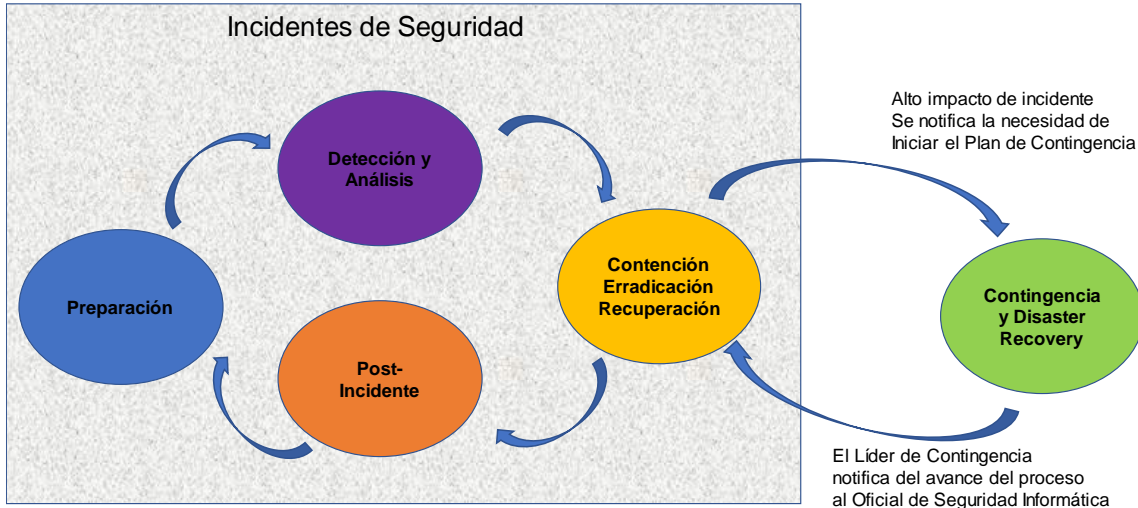 Incidentes de Seguridad
Alto impacto de incidente
Se notifica la necesidad de
Iniciar el Plan de Contingencia
Detección y
Análisis
Preparación
Contención
Erradicación
Recuperación
Contingencia
y Disaster
Recovery
Post-
Incidente
El Líder de Contingencia
notifica del avance del proceso
al Oficial de Seguridad Informática